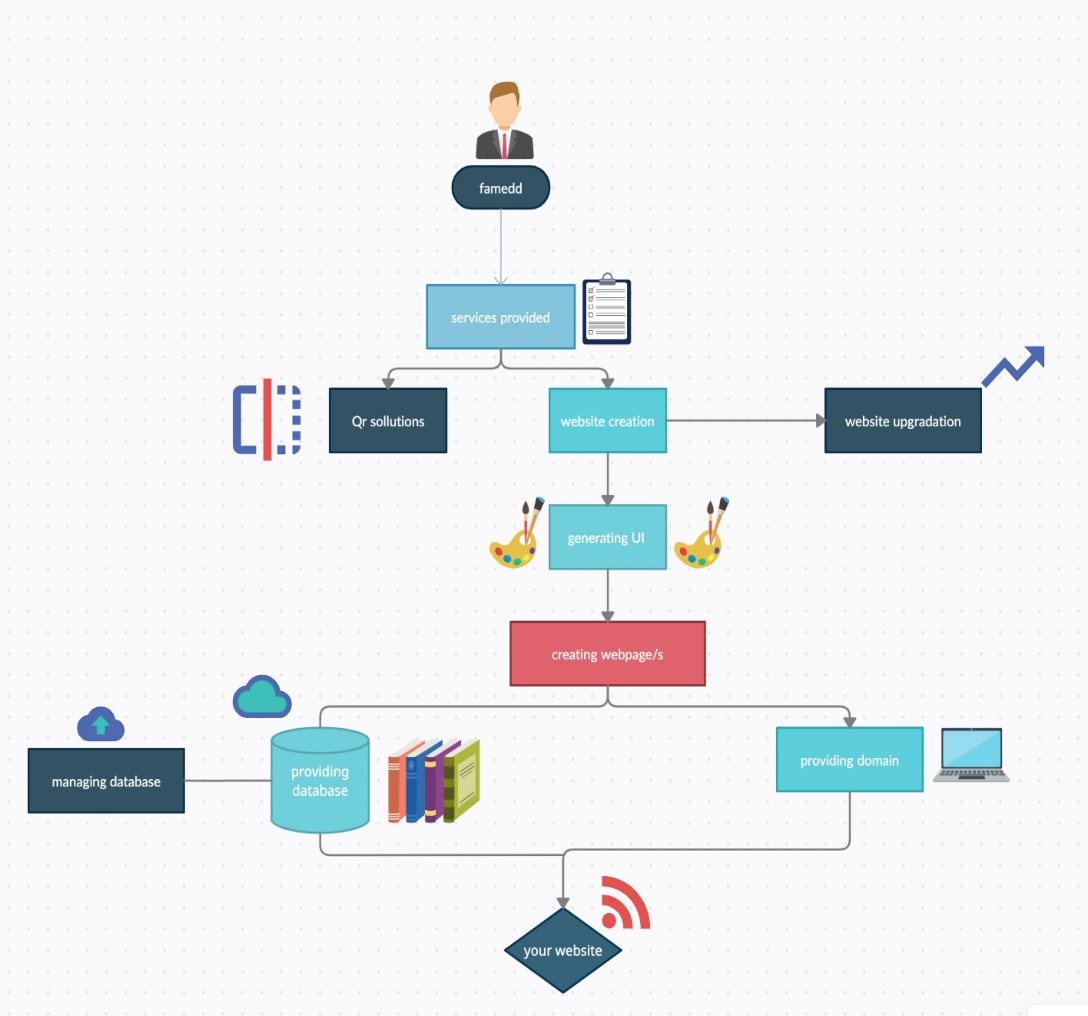 famedd
services provided
Qr sollutions
website creation
website upgradation
generating UI
creating webpage/s
managing database
providing
database
providing domain
your website